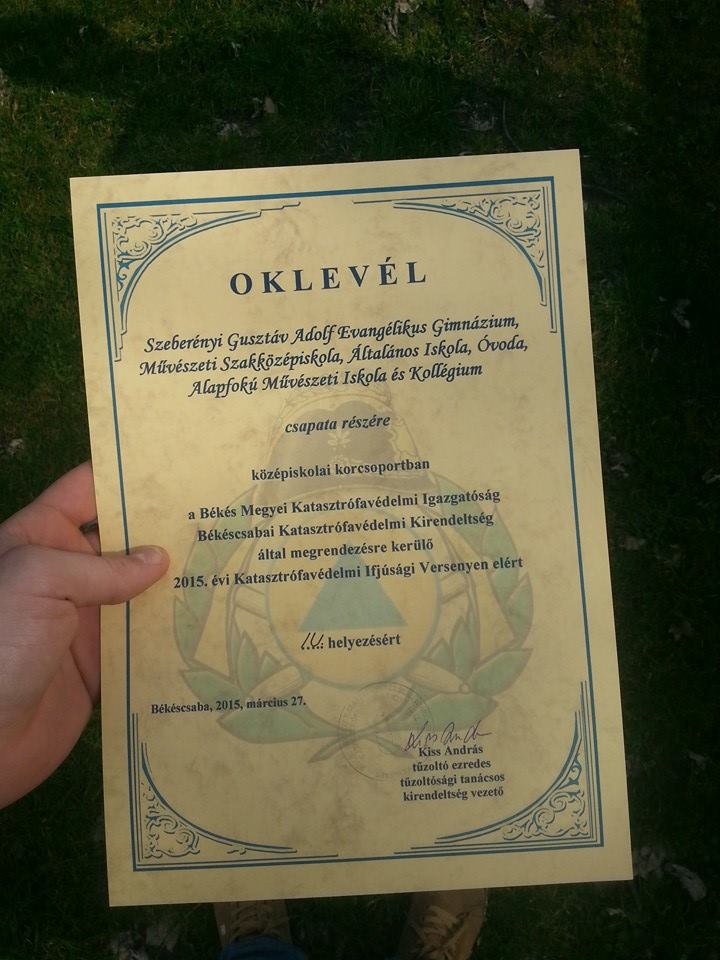 OKLEVÉL
Szeberényi Gusztáv Adolf Evangélikus Gimnázium,
Művészeti Szakközépiskola, Általános Iskola, Óvoda,
Alapfokú Művészeti Iskola és Kollégium
csapata részére
középiskolai korcsoportban
a Békés Megyei Katasztrófavédelmi Igazgatóság
Békéscsabai Katasztrófavédelmi Kirendeltség
által megrendezésre kerülő
2015. évi Katasztrófavédelmi Ifjúsági Versenyen elért
helyezésért
Békéscsaba, 2015, március 27.
Kiss András
tűzoltó ezredes
tűzoltósági tanácsos
kirendeltség vezető